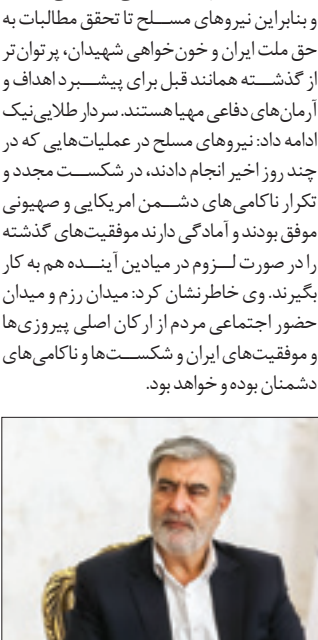 و بنابراین نیروهای مسلح تا تحقق مطالبات به
حق ملت ایران و خون‌خواهی شهیدان، پرتوان‌تر
از گذشته همانند قبل برای پیشبرد اهداف و
آرمان‌های دفاعی مهیا هستند. سردار طلایی‌نیک
ادامه داد: نیروهای مسلح در عملیات‌هایی که در
چند روز اخیر انجام دادند، در شکست مجدد و
تکرار ناکامی‌های دشمن امریکایی و صهیونی
موفق بودند و آمادگی دارند موفقیت‌های گذشته
را در صورت لزوم در میادین آینده هم به کار
بگیرند. وی خاطرنشان کرد: میدان رزم و میدان
حضور اجتماعی مردم از ارکان اصلی پیروزی‌ها
و موفقیت‌های ایران و شکست‌ها و ناکامی‌های
دشمنان بوده و خواهد بود.